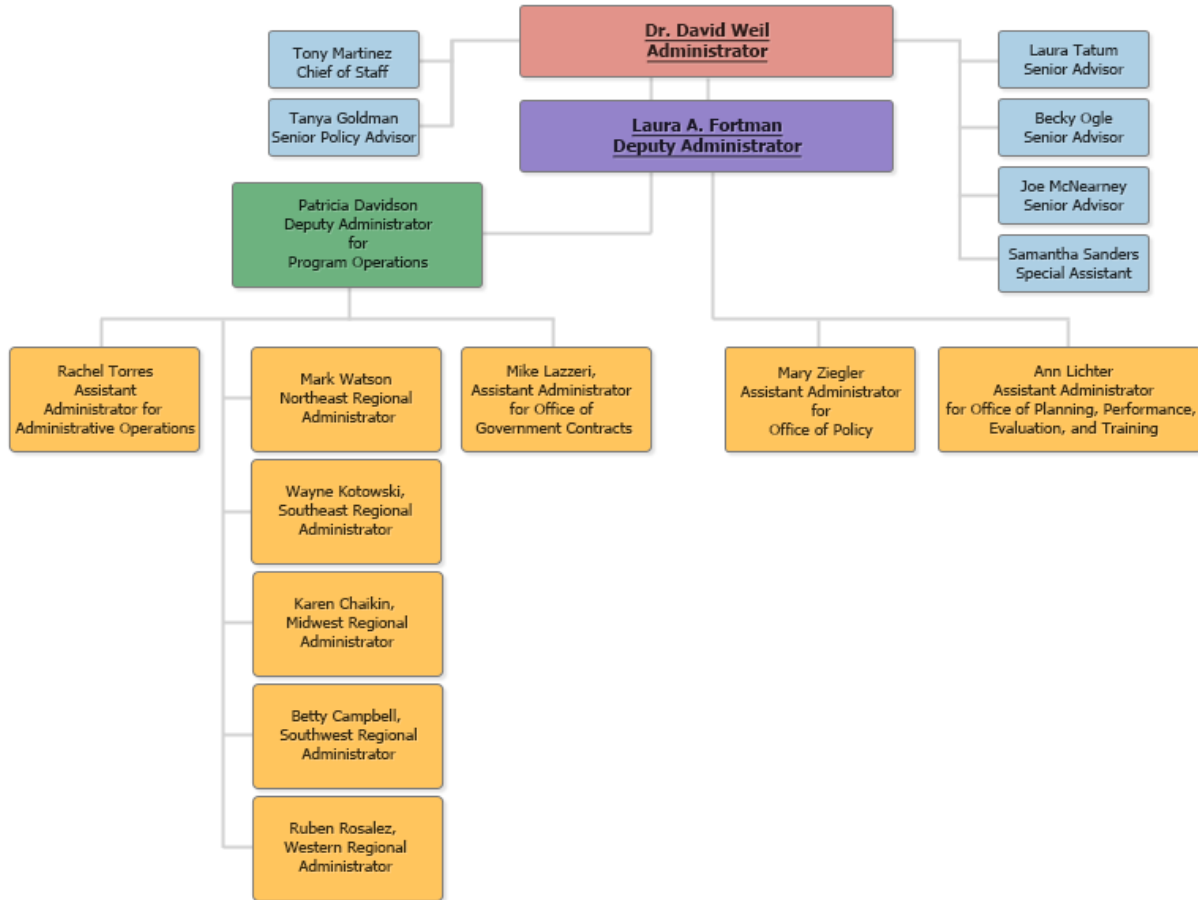 Dr. David Weil
Administrator
Tony Martinez
Chief of Staff
Tanya Goldman
Senior Policy Advisor
Laura A. Fortman
Deputy Administrator
Laura Tatum
Senior Advisor
Becky Ogle
Senior Advisor
Joe McNearney
Senior Advisor
Samantha Sanders
Special Assistant
Patricia Davidson
Deputy Administrator
for
Program Operations
Rachel Torres
Assistant
Administrator for
Administrative Operations
Mark Watson
Northeast Regional
Administrator
Mike Lazzeri,
Assistant Administrator
for Office of
Government Contracts
Mary Ziegler
Assistant Administrator
for
Office of Policy
Ann Lichter
Assistant Administrator
for Office of Planning, Performance,
Evaluation, and Training
Wayne Kotowski,
Southeast Regional
Administrator
Karen Chaikin,
Midwest Regional
Administrator
Betty Campbell,
Southwest Regional
Administrator
Ruben Rosalez,
Western Regional
Administrator